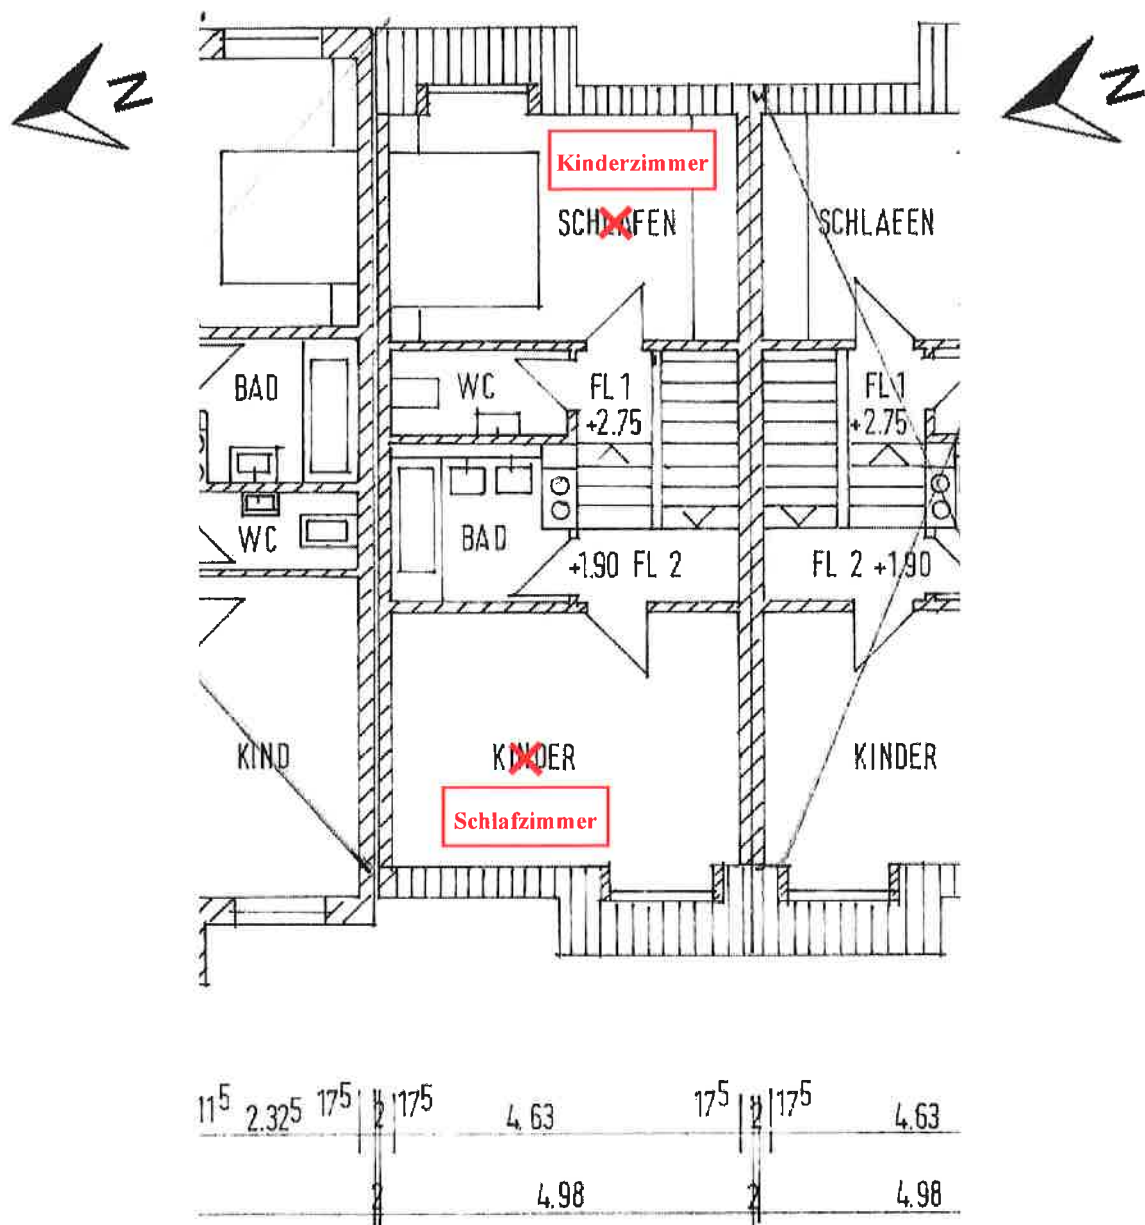 N
N
Kinderzimmer
SCHLAFEN
SCHLAFEN
BAD
WC
FL 1
+2.75
FL 1
+2.75
WC
BAD
+1.90 FL 2
FL 2 +1.90
KIND
KINDER
KINDER
Schlafzimmer
11⁵ 2.32⁵ 17⁵ 2 17⁵ 4.63 17⁵ 2 17⁵ 4.63
2 4.98 2 4.98